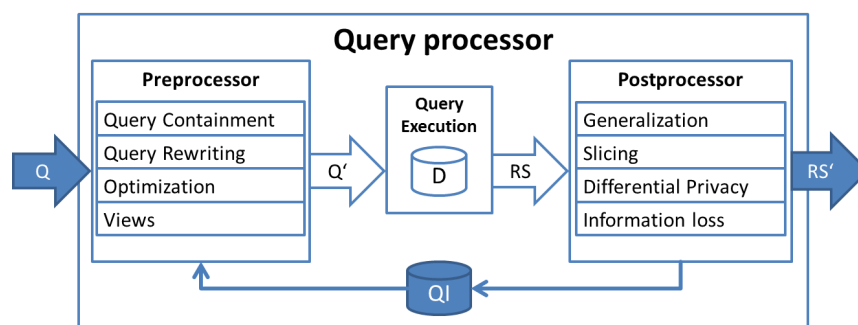 Query processor
Preprocessor
Query Containment
Query Rewriting
Optimization
Views
Q
Q‘
Query
Execution
D
RS
Postprocessor
Generalization
Slicing
Differential Privacy
Information loss
RS‘
QI